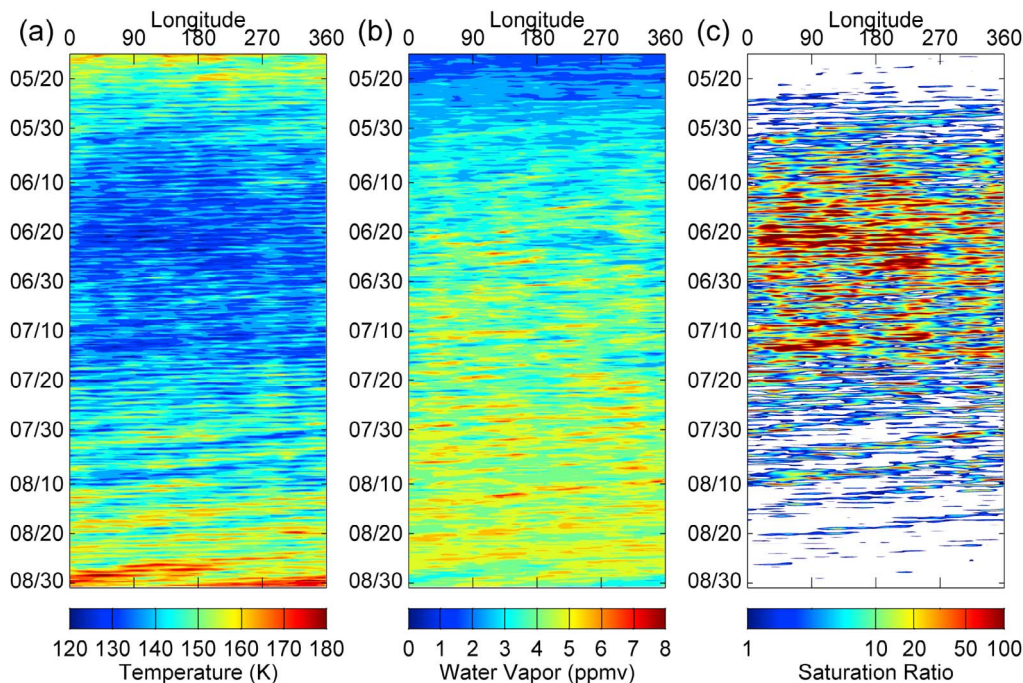 Longitude Longitude Longitude
(a) 0 90 180 270 360 (b) 0 90 180 270 360 (c) 0 90 180 270 360
05/20 05/20 05/20
05/30 05/30 05/30
06/10 06/10 06/10
06/20 06/20 06/20
06/30 06/30 06/30
07/10 07/10 07/10
07/20 07/20 07/20
07/30 07/30 07/30
08/10 08/10 08/10
08/20 08/20 08/20
08/30 08/30 08/30
120 130 140 150 160 170 180 0 1 2 3 4 5 6 7 8 1 10 20 50 100
Temperature (K) Water Vapor (ppmv) Saturation Ratio